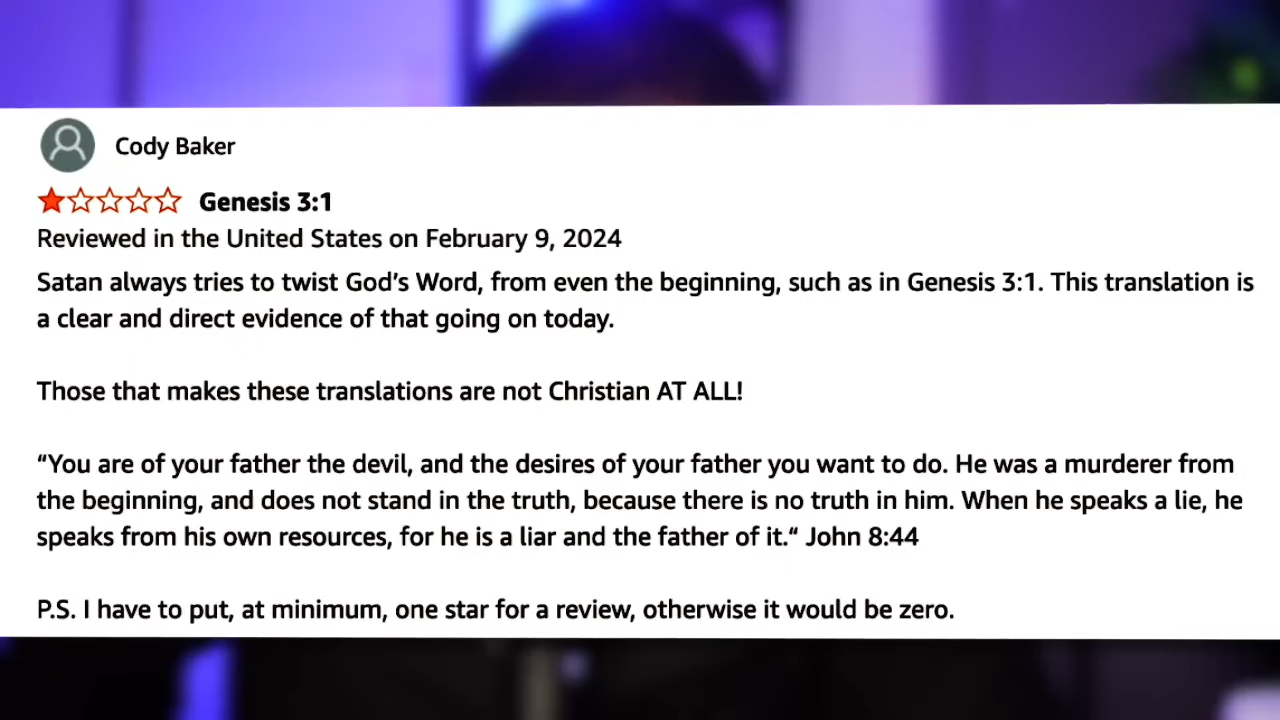 Cody Baker
Genesis 3:1
Reviewed in the United States on February 9, 2024
Satan always tries to twist God’s Word, from even the beginning, such as in Genesis 3:1. This translation is
a clear and direct evidence of that going on today.
Those that makes these translations are not Christian AT ALL!
“You are of your father the devil, and the desires of your father you want to do. He was a murderer from
the beginning, and does not stand in the truth, because there is no truth in him. When he speaks a lie, he
speaks from his own resources, for he is a liar and the father of it.“ John 8:44
P.S. I have to put, at minimum, one star for a review, otherwise it would be zero.